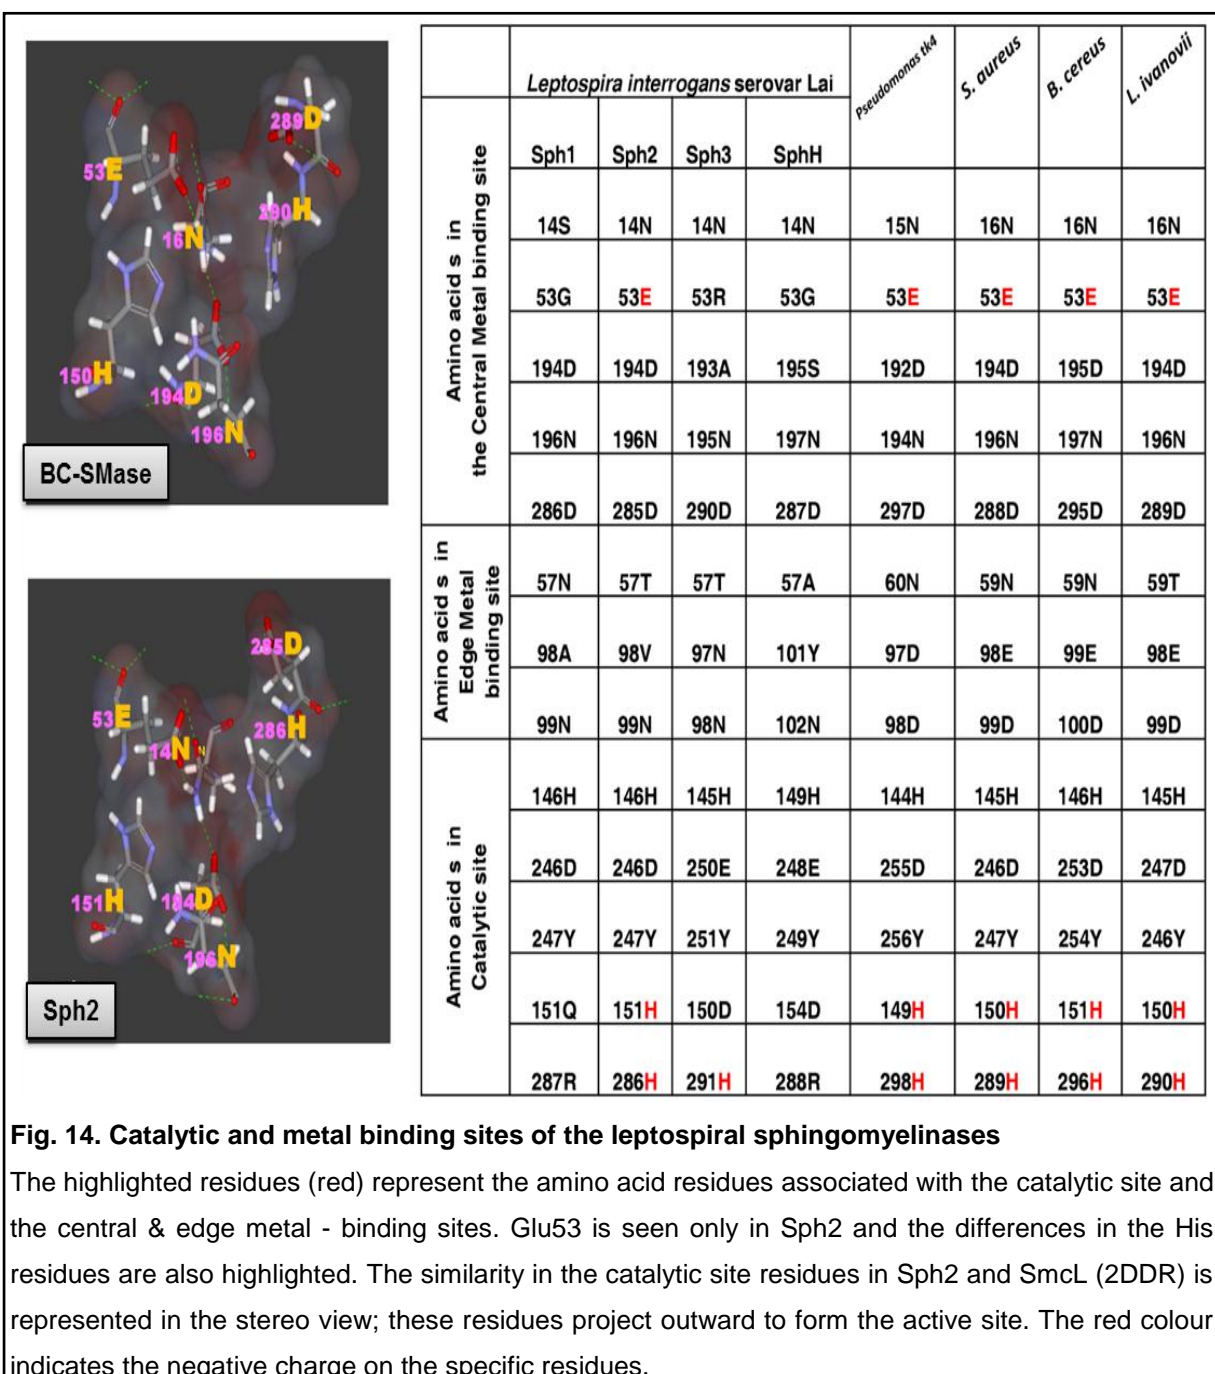 289D
53E
290H
16N
150H
194D
196N
BC-SMase
285D
53E
14N
N
286H
151H
184D
196N
Sph2
Leptospira interrogans serovar Lai
Pseudomonas tk4
S. aureus
B. cereus
L. ivanovii
Amino acid s in
the Central Metal binding site
Sph1 Sph2 Sph3 SphH
14S 14N 14N 14N 15N 16N 16N 16N
53G 53E 53R 53G 53E 53E 53E 53E
194D 194D 193A 195S 192D 194D 195D 194D
196N 196N 195N 197N 194N 196N 197N 196N
286D 285D 290D 287D 297D 288D 295D 289D
Amino acid s in
Edge Metal
binding site
57N 57T 57T 57A 60N 59N 59N 59T
98A 98V 97N 101Y 97D 98E 99E 98E
99N 99N 98N 102N 98D 99D 100D 99D
Amino acid s in
Catalytic site
146H 146H 145H 149H 144H 145H 146H 145H
246D 246D 250E 248E 255D 246D 253D 247D
247Y 247Y 251Y 249Y 256Y 247Y 254Y 246Y
151Q 151H 150D 154D 149H 150H 151H 150H
287R 286H 291H 288R 298H 289H 296H 290H
Fig. 14. Catalytic and metal binding sites of the leptospiral sphingomyelinases
The highlighted residues (red) represent the amino acid residues associated with the catalytic site and
the central & edge metal - binding sites. Glu53 is seen only in Sph2 and the differences in the His
residues are also highlighted. The similarity in the catalytic site residues in Sph2 and SmcL (2DDR) is
represented in the stereo view; these residues project outward to form the active site. The red colour
indicates the negative charge on the specific residues.